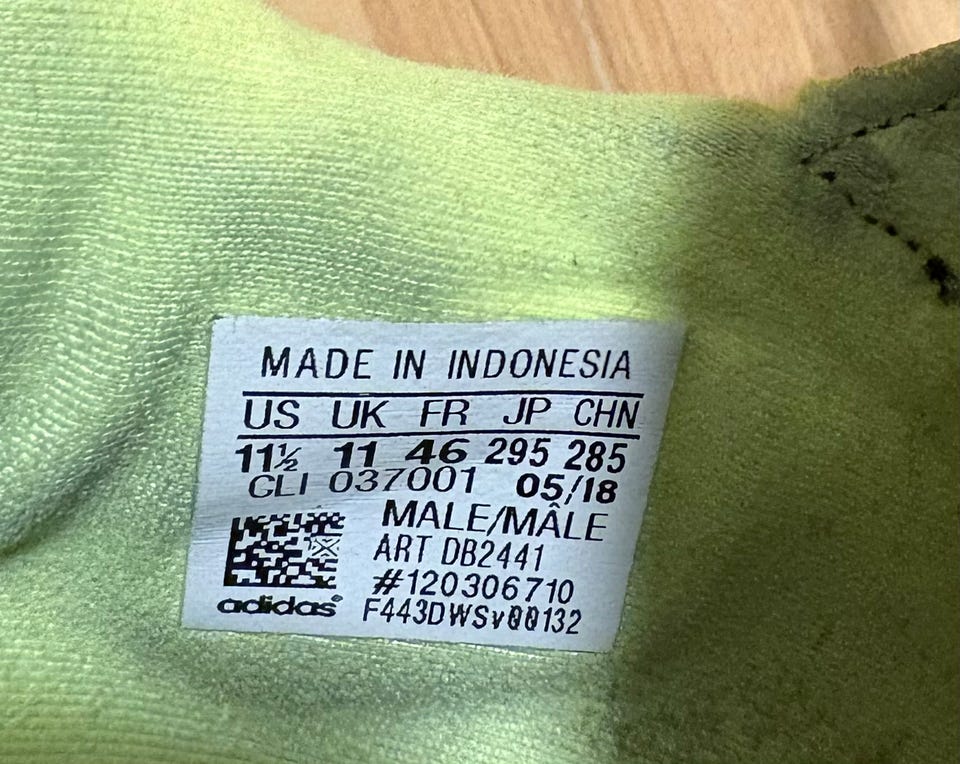 MADE IN INDONESIA
US UK FR JP CHN
11½ 11 46 295 285
CLI 037001 05/18
MALE/MÂLE
ART DB2441
#120306710
adidas® F443DWSv00132